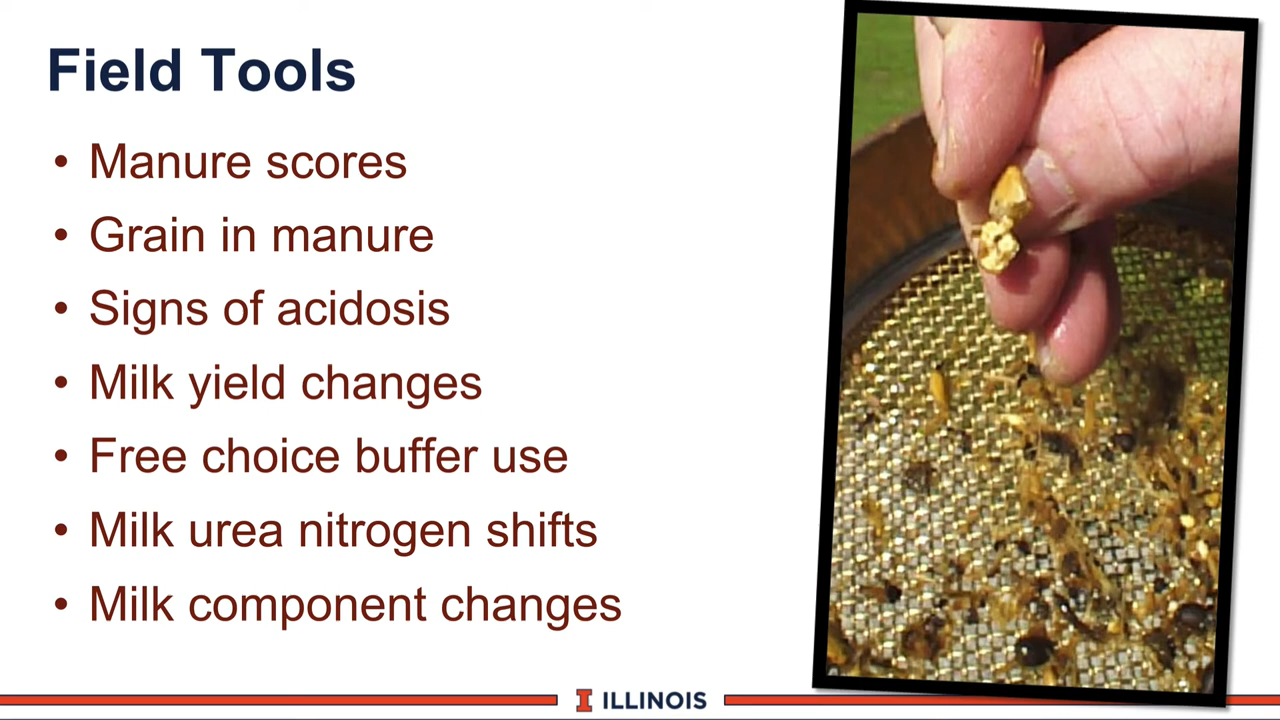 Field Tools
• Manure scores
• Grain in manure
• Signs of acidosis
• Milk yield changes
• Free choice buffer use
• Milk urea nitrogen shifts
• Milk component changes
I ILLINOIS